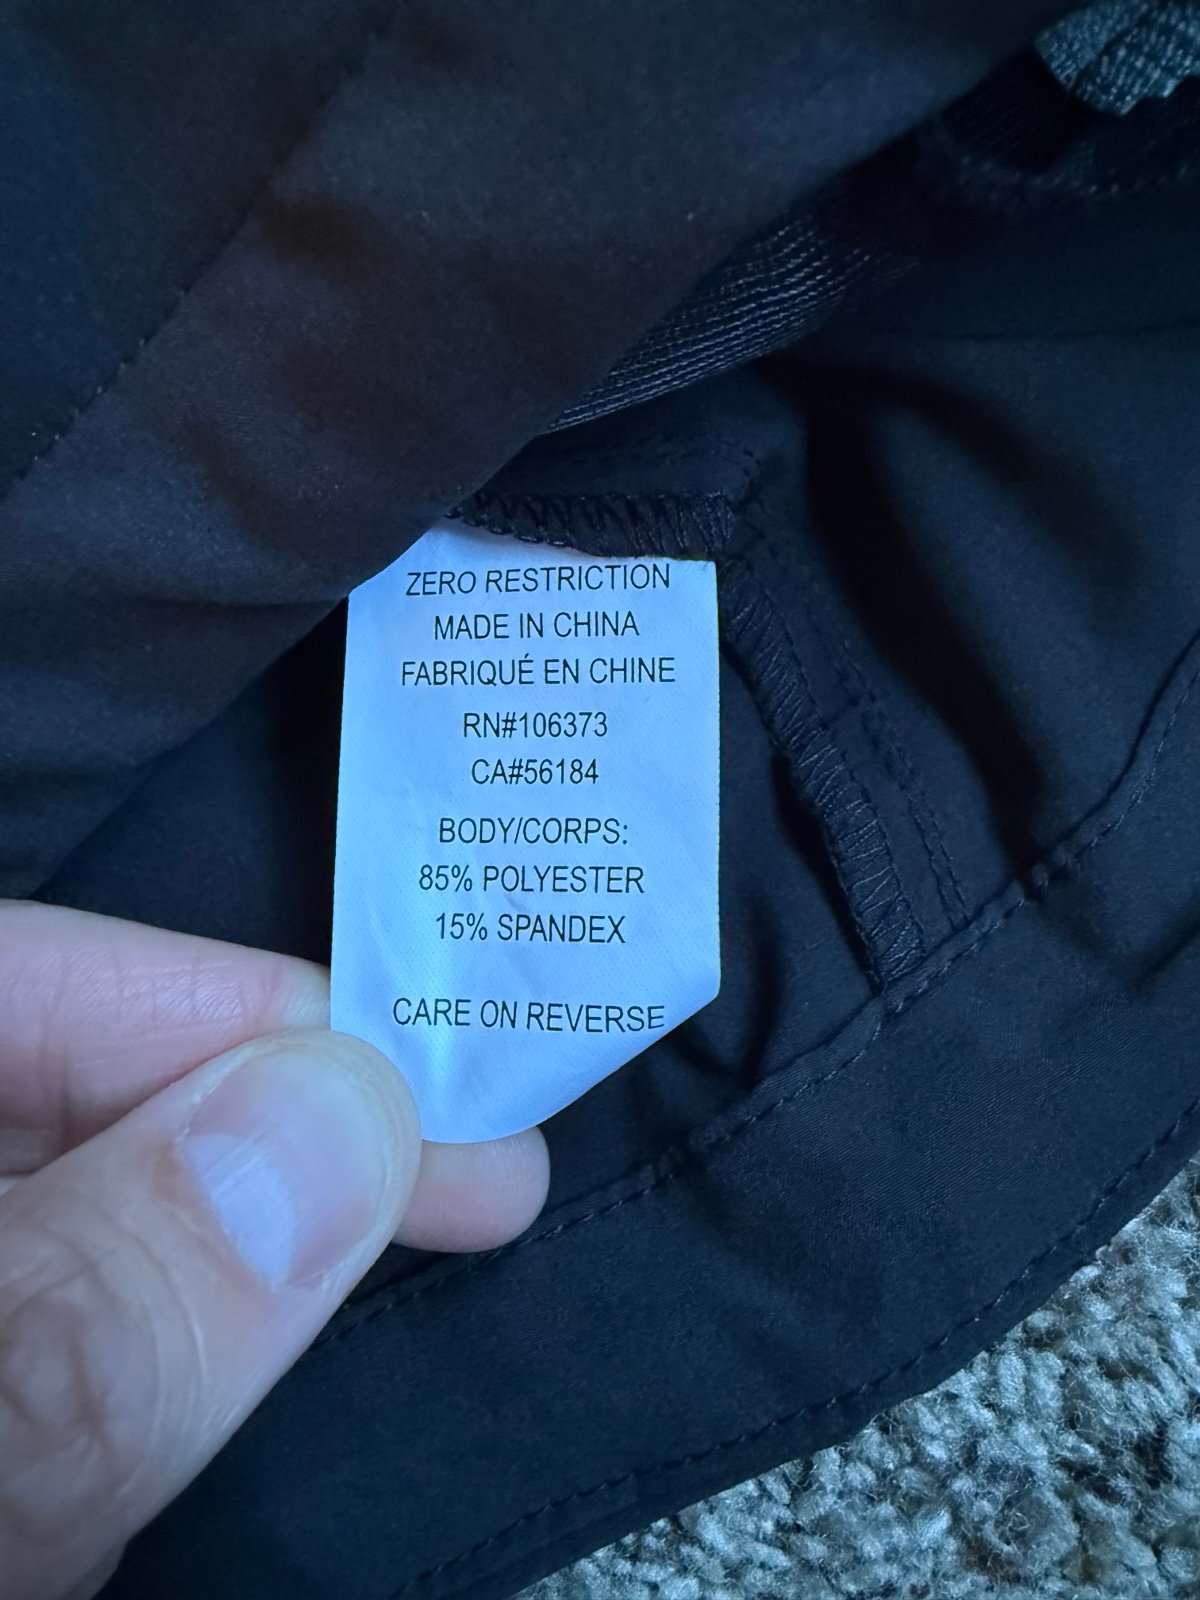 ZERO RESTRICTION
MADE IN CHINA
FABRIQUÉ EN CHINE
RN#106373
CA#56184
BODY/CORPS:
85% POLYESTER
15% SPANDEX
CARE ON REVERSE